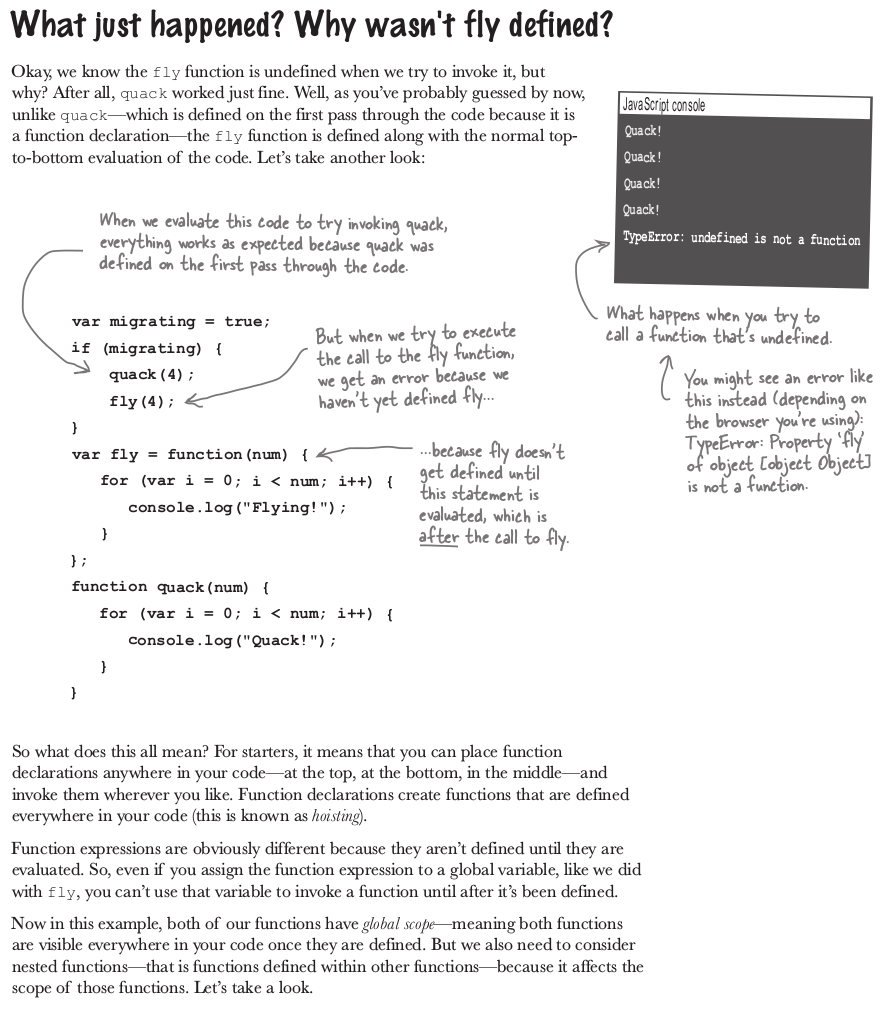 What just happened? Why wasn't fly defined?
Okay, we know the fly function is undefined when we try to invoke it, but
why? After all, quack worked just fine. Well, as you've probably guessed by now,
unlike quack—which is defined on the first pass through the code because it is
a function declaration—the fly function is defined along with the normal top-
to-bottom evaluation of the code. Let's take another look:
JavaScript console
Quack!
Quack!
Quack!
Quack!
TypeError: undefined is not a function
What happens when you try to
call a function that's undefined.
You might see an error like
this instead (depending on
the browser you're using):
TypeError: Property 'fly'
of object [object Object]
is not a function.
When we evaluate this code to try invoking quack,
everything works as expected because quack was
defined on the first pass through the code.
var migrating = true;
if (migrating) {
quack(4);
fly(4);
}
But when we try to execute
the call to the fly function,
we get an error because we
haven't yet defined fly...
var fly = function(num) {
for (var i = 0; i < num; i++) {
console.log("Flying!");
}
};
...because fly doesn't
get defined until
this statement is
evaluated, which is
after the call to fly.
function quack(num) {
for (var i = 0; i < num; i++) {
console.log("Quack!");
}
}
So what does this all mean? For starters, it means that you can place function
declarations anywhere in your code—at the top, at the bottom, in the middle—and
invoke them wherever you like. Function declarations create functions that are defined
everywhere in your code (this is known as hoisting).
Function expressions are obviously different because they aren't defined until they are
evaluated. So, even if you assign the function expression to a global variable, like we did
with fly, you can't use that variable to invoke a function until after it's been defined.
Now in this example, both of our functions have global scope—meaning both functions
are visible everywhere in your code once they are defined. But we also need to consider
nested functions—that is functions defined within other functions—because it affects the
scope of those functions. Let's take a look.